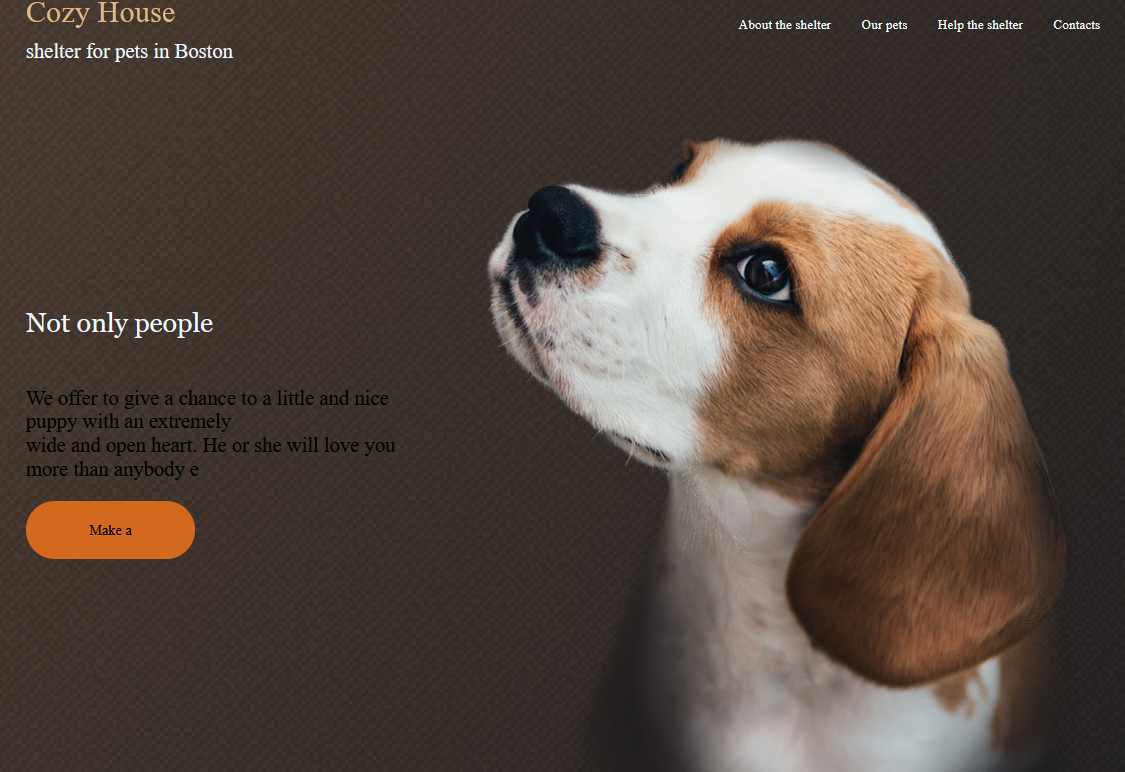 Cozy House
shelter for pets in Boston
About the shelter
Our pets
Help the shelter
Contacts
Not only people
We offer to give a chance to a little and nice
puppy with an extremely
wide and open heart. He or she will love you
more than anybody e
Make a